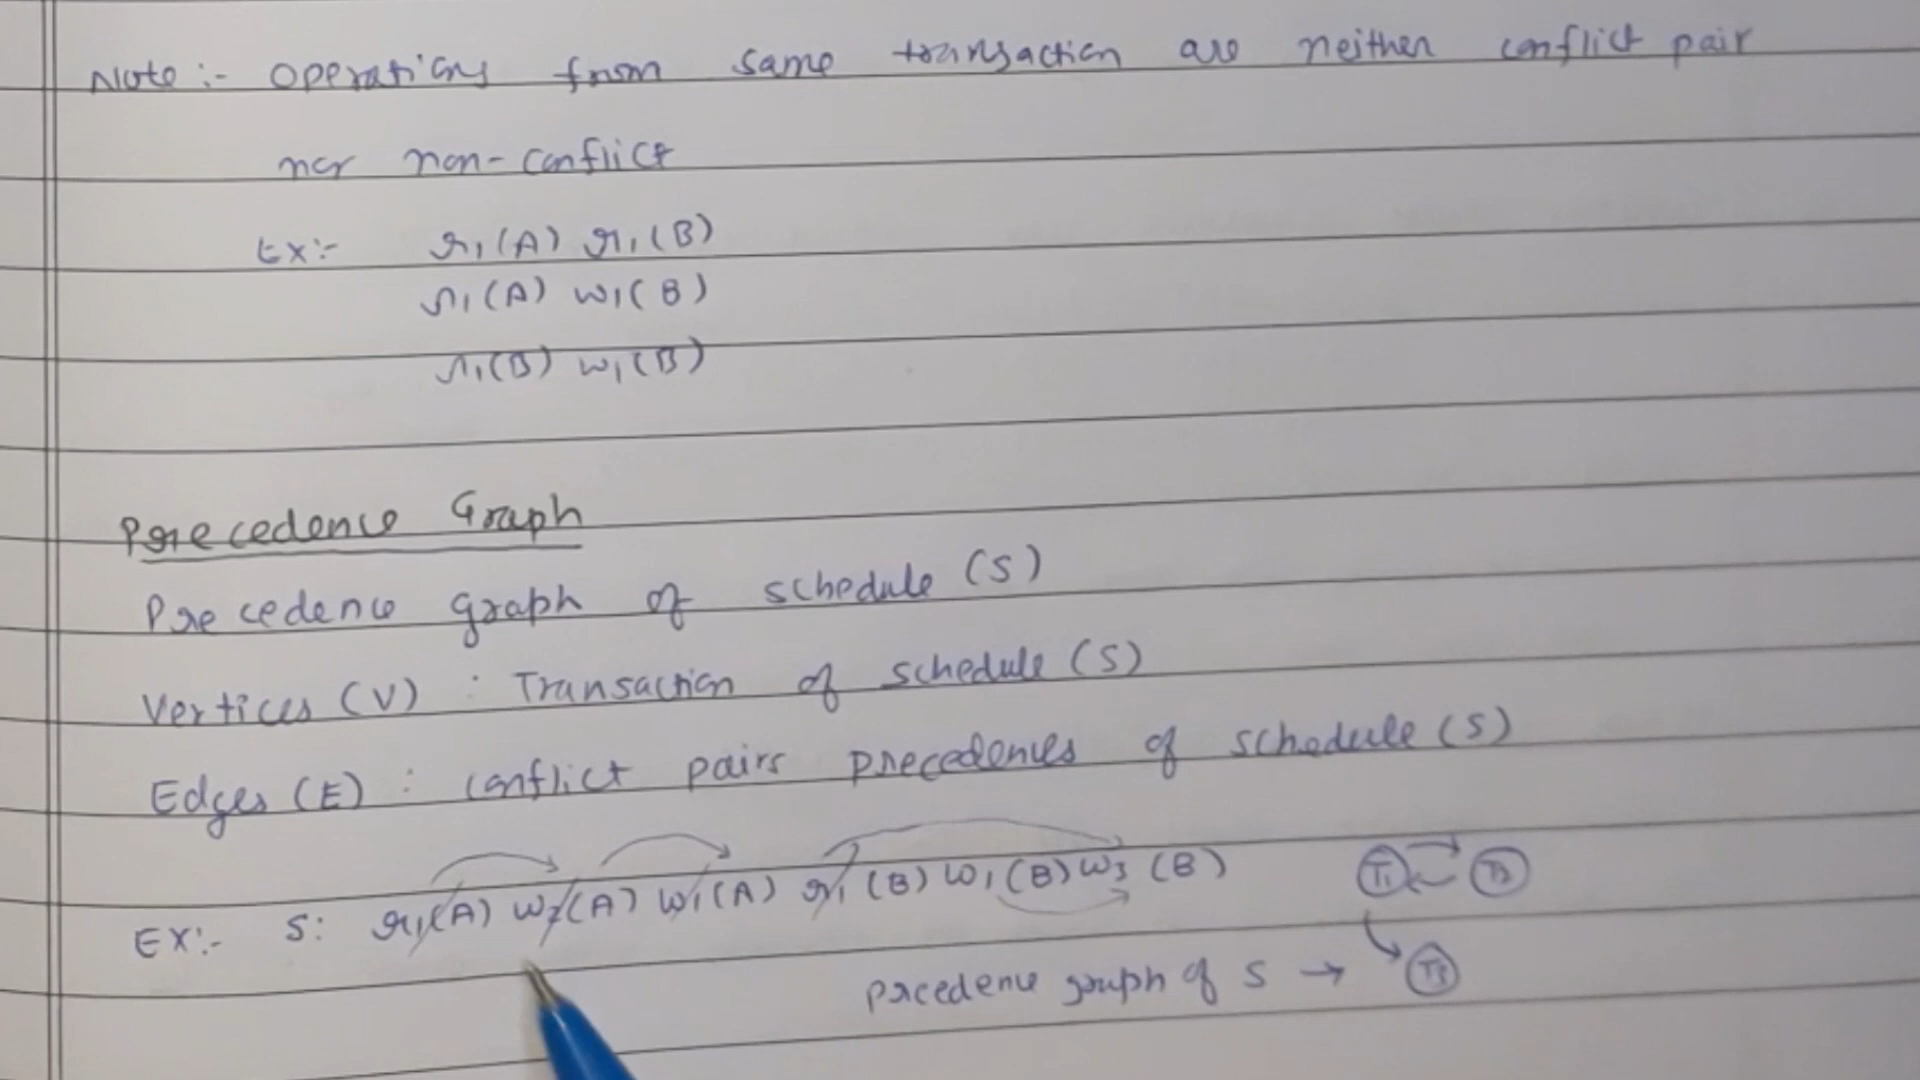 Note :- operations from same transaction are neither conflict pair
nor non-conflict
Ex:- r₁(A) r₁(B)
r₁(A) w₁(B)
r₁(B) w₁(B)
Precedence Graph
Precedence graph of schedule (S)
Vertices (V) : Transaction of schedule (S)
Edges (E) : conflict pairs precedences of schedule (S)
EX:- S: r₁(A) w₂(A) w₁(A) r₁(B) w₁(B) w₃(B) T₁ T₂
precedence graph of S → T₃